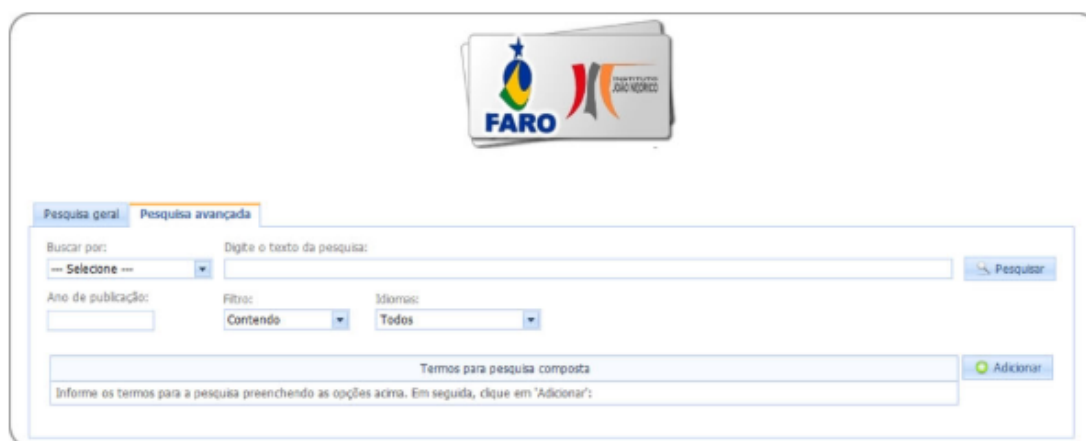 FARO
INSTITUTO
JOÃO NEÓRICO
Pesquisa geral Pesquisa avançada
Buscar por: Digite o texto da pesquisa:
--- Selecione --- Pesquisar
Ano de publicação: Filtro: Idiomas:
Contendo Todos
Termos para pesquisa composta Adicionar
Informe os termos para a pesquisa preenchendo as opções acima. Em seguida, clique em 'Adicionar':